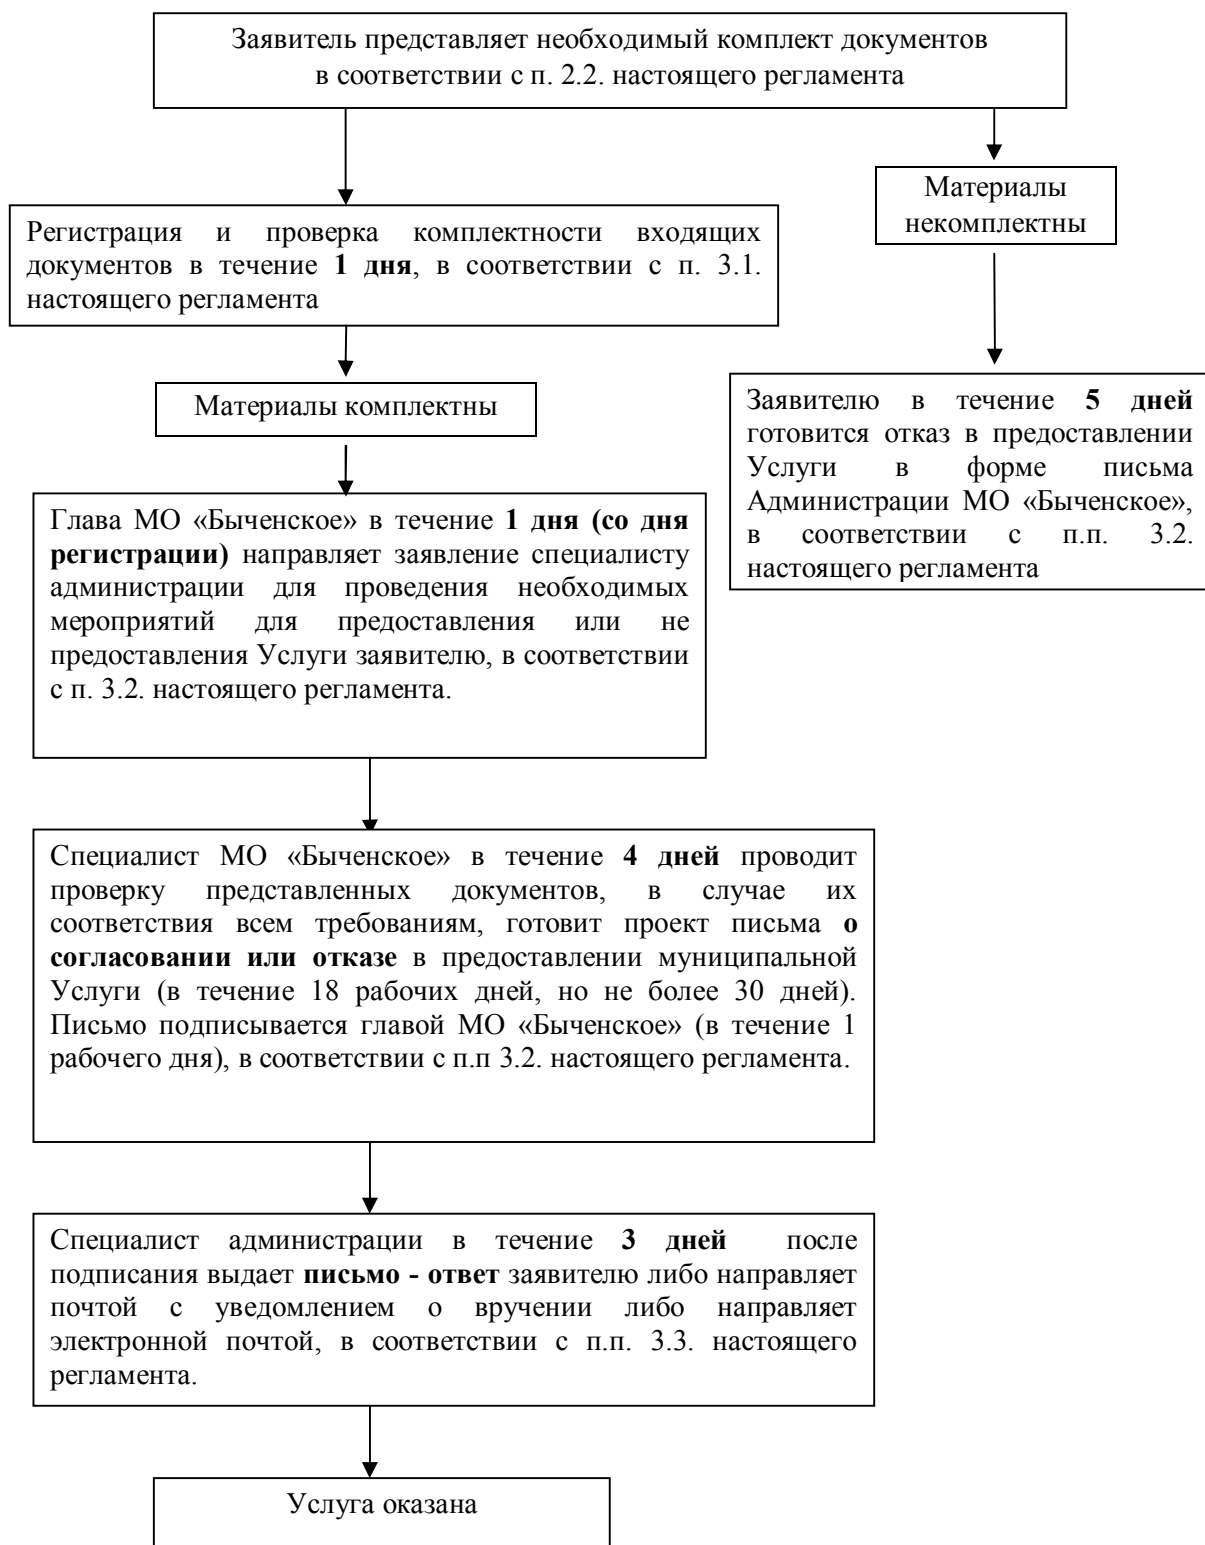 Заявитель представляет необходимый комплект документов
в соответствии с п. 2.2. настоящего регламента
Материалы
некомплектны
Регистрация и проверка комплектности входящих
документов в течение 1 дня, в соответствии с п. 3.1.
настоящего регламента
Материалы комплектны
Заявителю в течение 5 дней
готовится отказ в предоставлении
Услуги в форме письма
Администрации МО «Быченское»,
в соответствии с п.п. 3.2.
настоящего регламента
Глава МО «Быченское» в течение 1 дня (со дня
регистрации) направляет заявление специалисту
администрации для проведения необходимых
мероприятий для предоставления или не
предоставления Услуги заявителю, в соответствии
с п. 3.2. настоящего регламента.
Специалист МО «Быченское» в течение 4 дней проводит
проверку представленных документов, в случае их
соответствия всем требованиям, готовит проект письма о
согласовании или отказе в предоставлении муниципальной
Услуги (в течение 18 рабочих дней, но не более 30 дней).
Письмо подписывается главой МО «Быченское» (в течение 1
рабочего дня), в соответствии с п.п 3.2. настоящего регламента.
Специалист администрации в течение 3 дней после
подписания выдает письмо - ответ заявителю либо направляет
почтой с уведомлением о вручении либо направляет
электронной почтой, в соответствии с п.п. 3.3. настоящего
регламента.
Услуга оказана